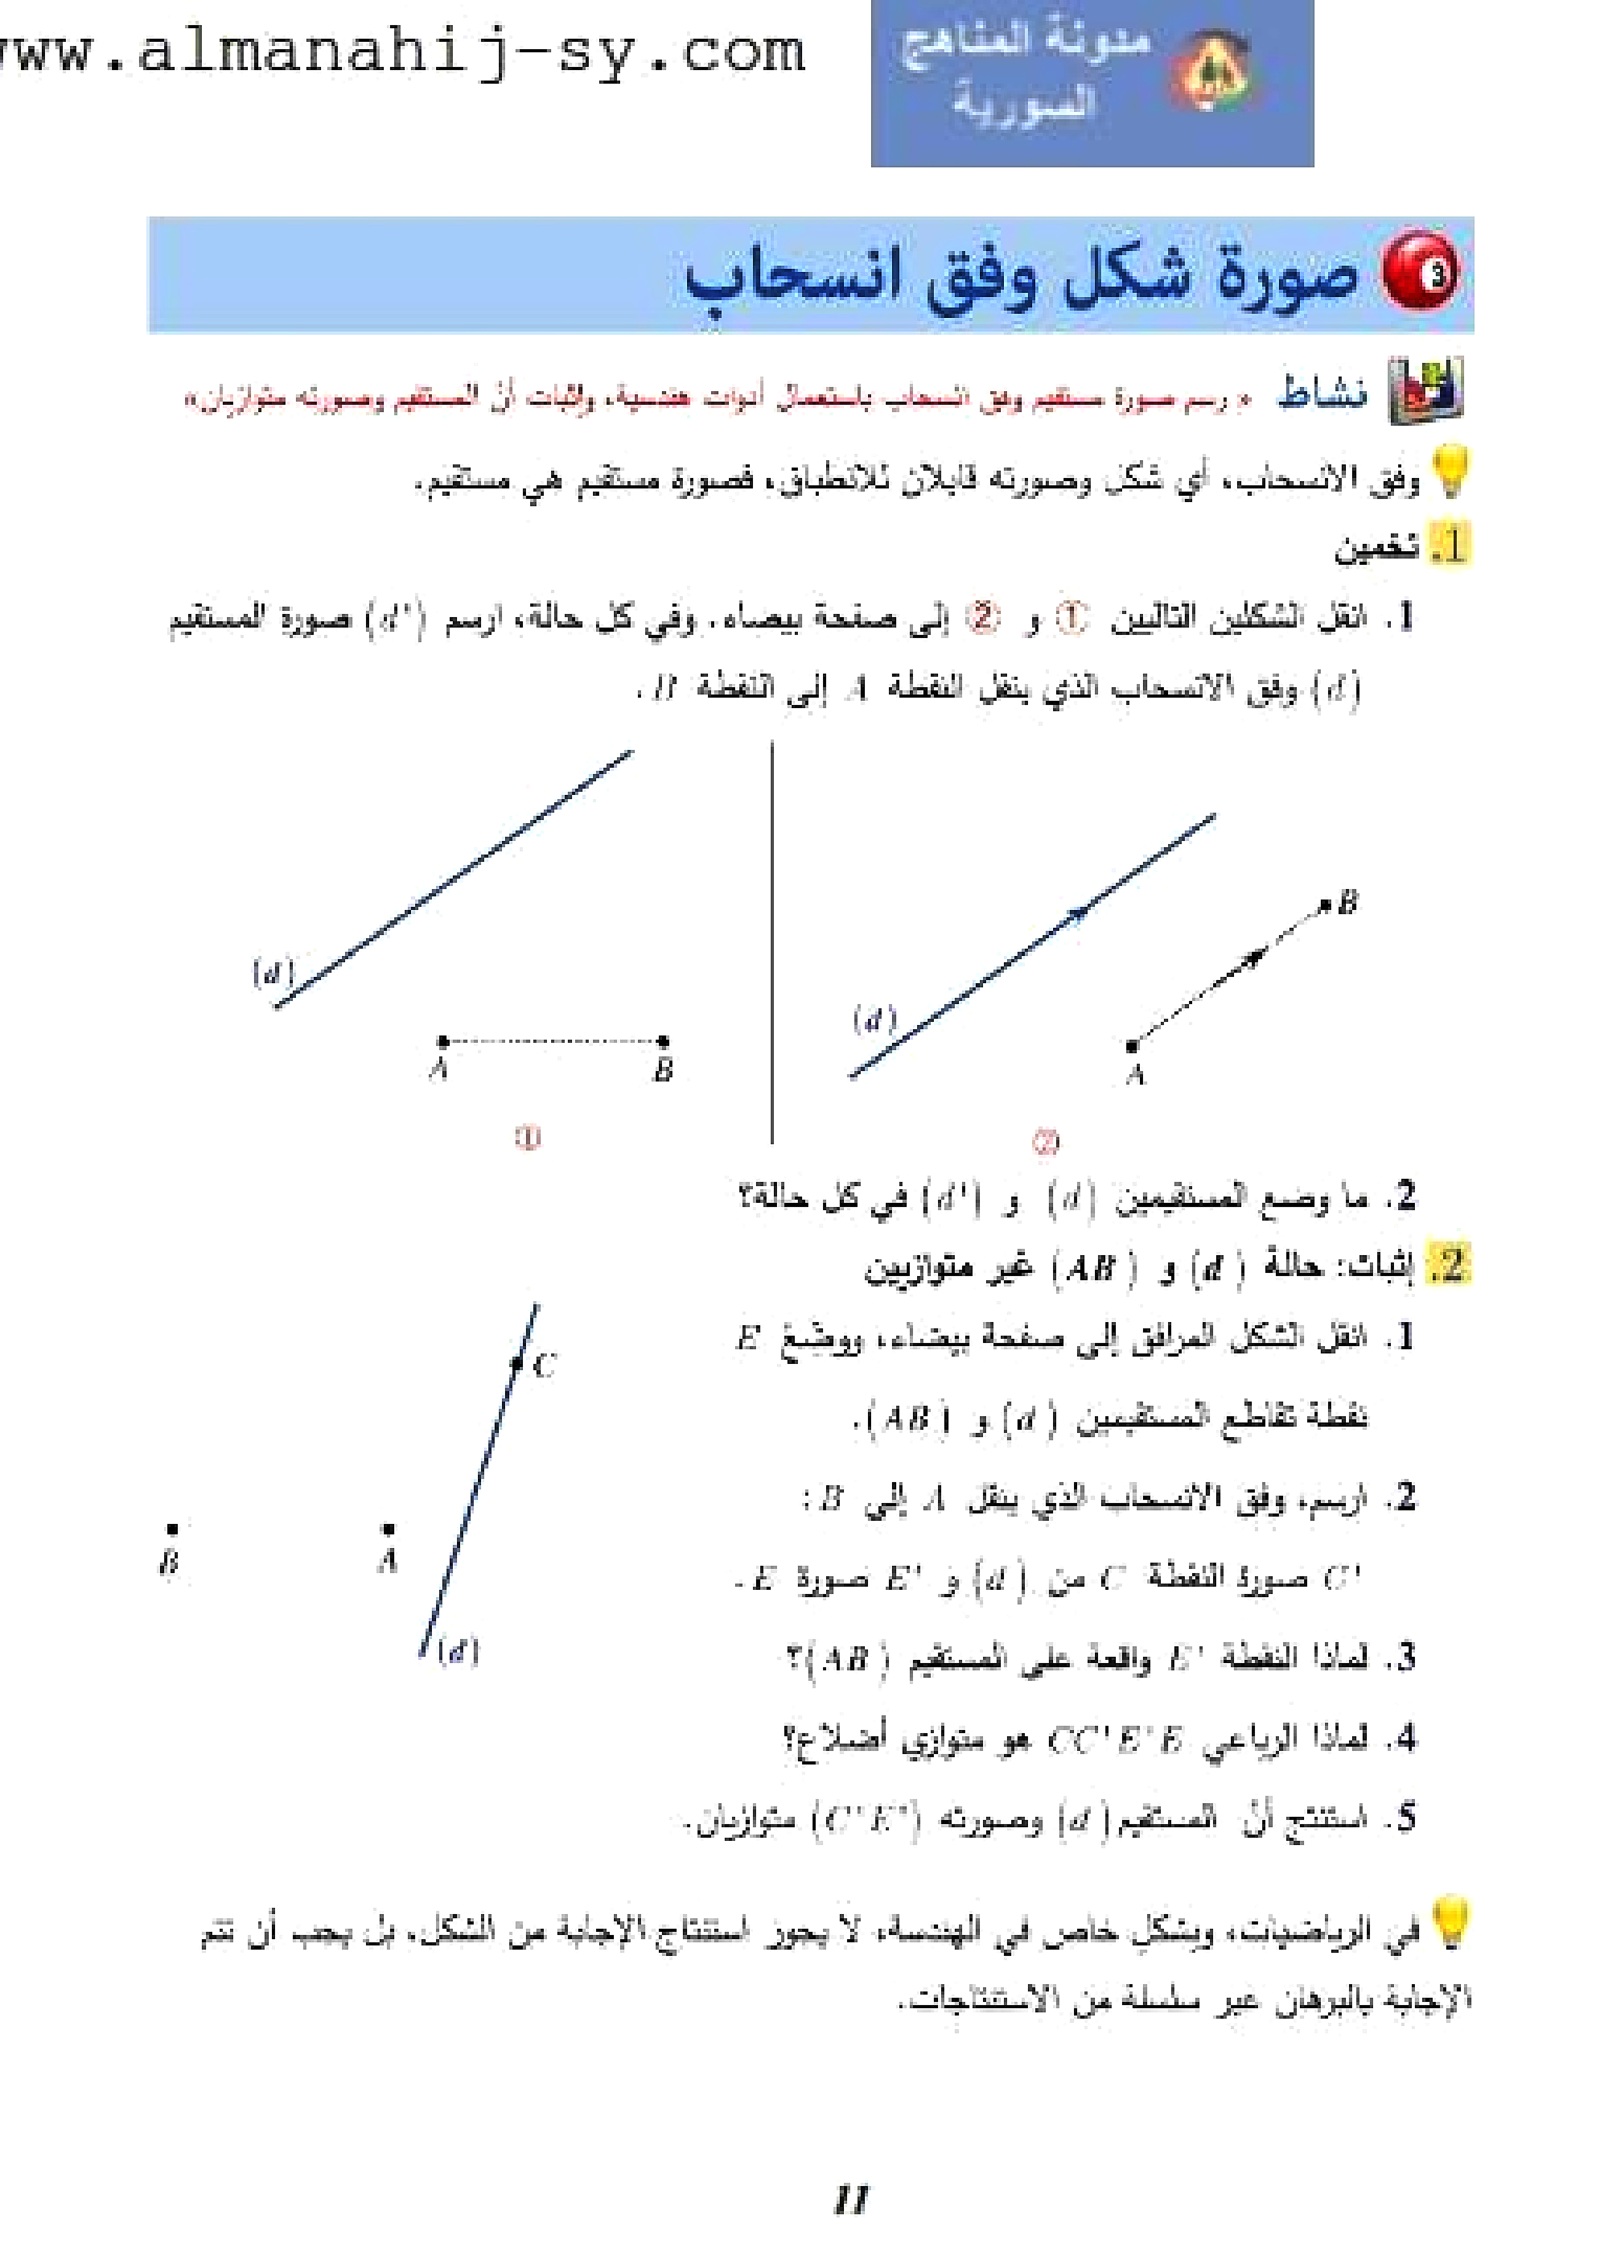 www.almanahij-sy.com
مدونة المناهج
السورية
3 صورة شكل وفق انسحاب
نشاط « رسم صورة مستقيم وفق انسحاب باستعمال أدوات هندسية، وإثبات أنّ المستقيم وصورته متوازيان»
وفق الانسحاب، أي شكل وصورته قابلان للانطباق، فصورة مستقيم هي مستقيم.
1. تخمين
1. انقل الشكلين التاليين ① و ② إلى صفحة بيضاء. وفي كل حالة، ارسم (d') صورة المستقيم
(d) وفق الانسحاب الذي ينقل النقطة A إلى النقطة B .
(d)
A
B
①
(d)
A
B
②
2. ما وضع المستقيمين (d) و (d') في كل حالة؟
2. إثبات: حالة (d) و (AB) غير متوازيين
1. انقل الشكل المرافق إلى صفحة بيضاء، ووضّع E
نقطة تقاطع المستقيمين (d) و (AB).
2. ارسم، وفق الانسحاب الذي ينقل A إلى B :
C' صورة النقطة C من (d) و E' صورة E .
3. لماذا النقطة E' واقعة على المستقيم (AB)؟
4. لماذا الرباعي CC'E'E هو متوازي أضلاع؟
5. استنتج أنّ المستقيم (d) وصورته (C'E') متوازيان.
C
B
A
(d)
في الرياضيات، وبشكل خاص في الهندسة، لا يجوز استنتاج الإجابة من الشكل، بل يجب أن تتم
الإجابة بالبرهان عبر سلسلة من الاستنتاجات.
11